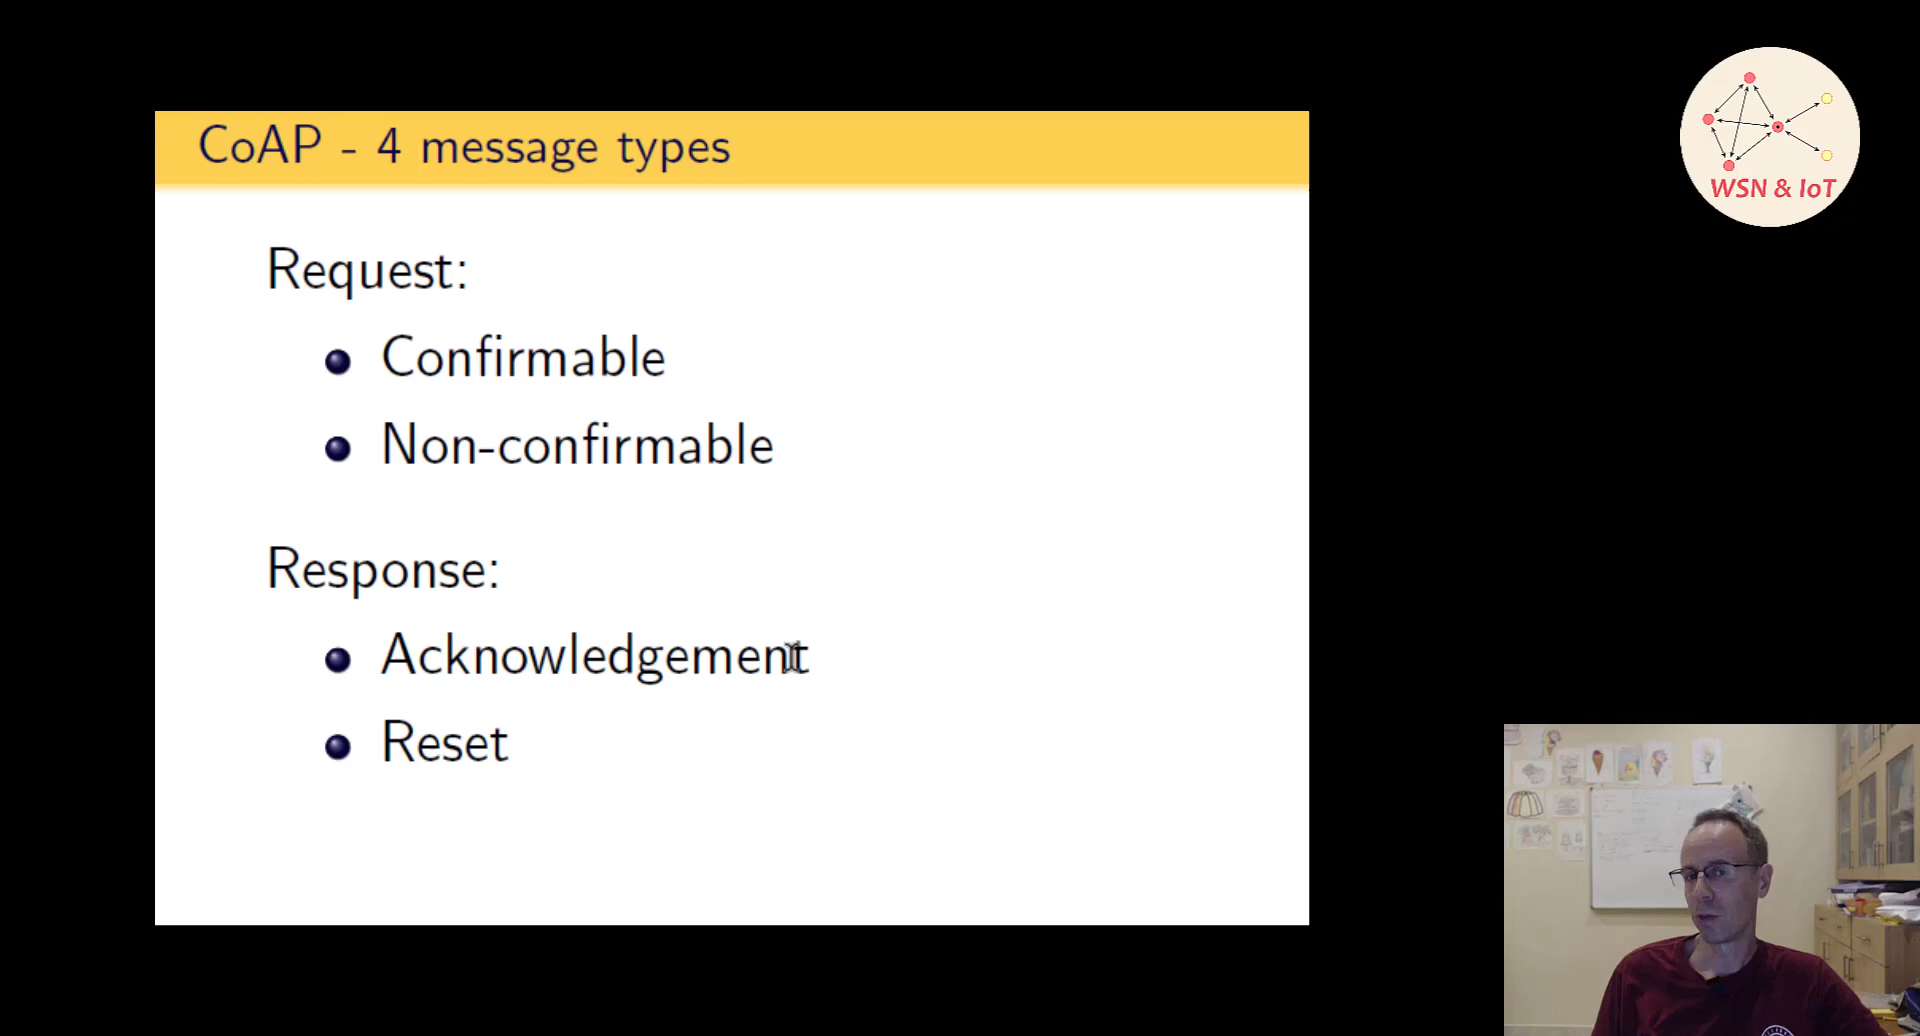 CoAP - 4 message types
WSN & IoT
Request:
Confirmable
Non-confirmable
Response:
Acknowledgement
Reset